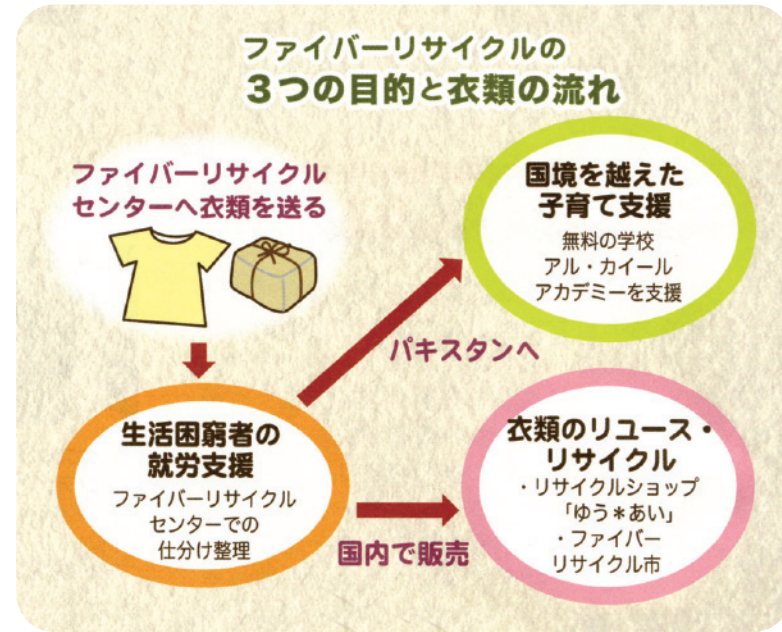 ファイバーリサイクルの
3つの目的と衣類の流れ
ファイバーリサイクル
センターへ衣類を送る
国境を越えた
子育て支援
無料の学校
アル・カイール
アカデミーを支援
パキスタンへ
生活困窮者の
就労支援
ファイバーリサイクル
センターでの
仕分け整理
国内で販売
衣類のリユース・
リサイクル
・リサイクルショップ
「ゆう＊あい」
・ファイバー
リサイクル市